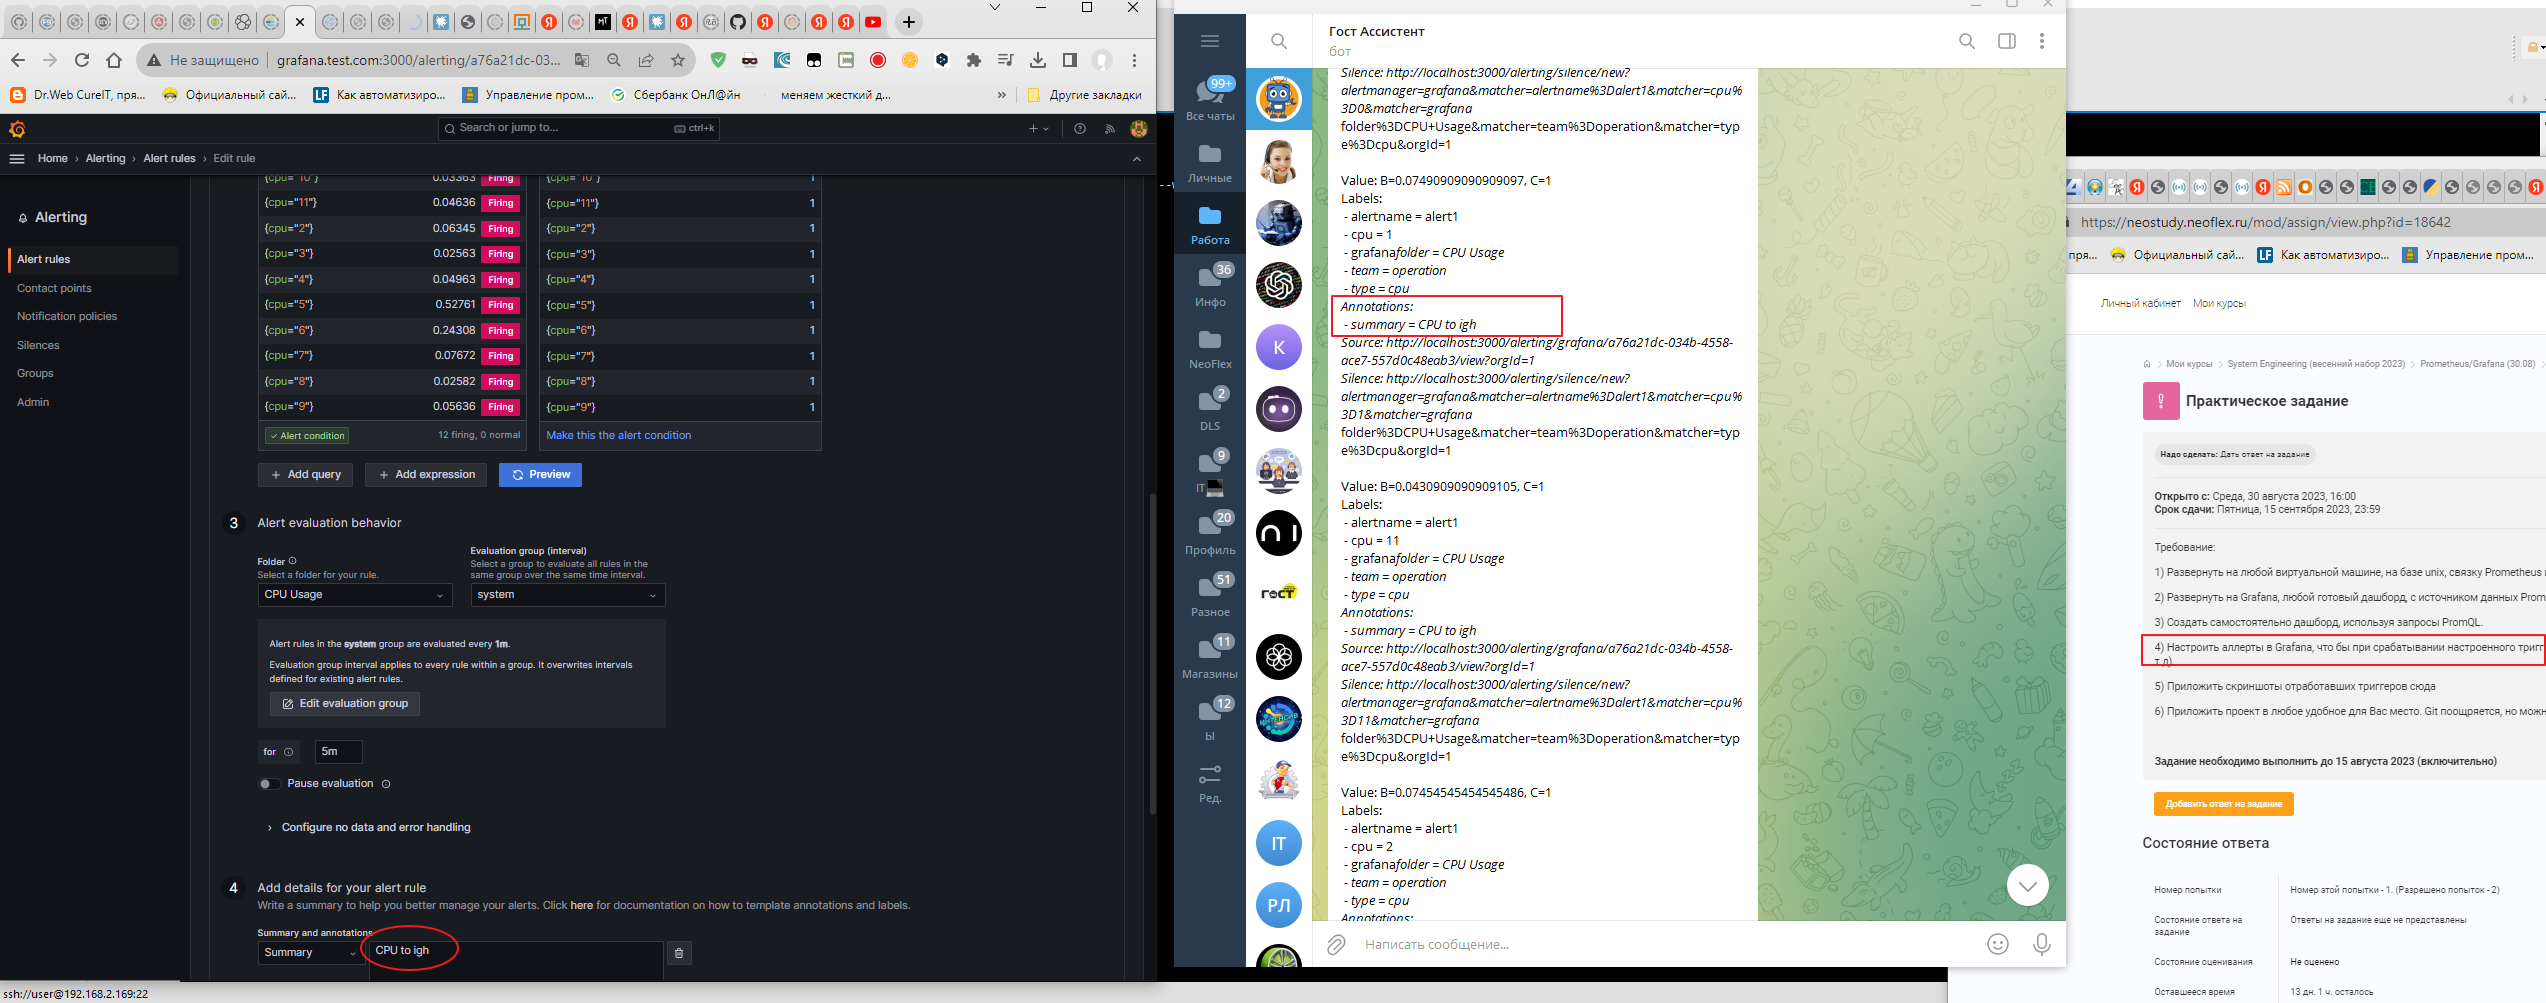 Не защищено
grafana.test.com:3000/alerting/a76a21dc-03...
Dr.Web CureIT, пря...
Официальный сай...
Как автоматизиро...
Управление пром...
Сбербанк ОнЛ@йн
меняем жесткий д...
»
Другие закладки
Search or jump to...
ctrl+k
Home › Alerting › Alert rules › Edit rule
Alerting
Alert rules
Contact points
Notification policies
Silences
Groups
Admin
{cpu="10"} 0.03363 Firing {cpu="10"} 1
{cpu="11"} 0.04636 Firing {cpu="11"} 1
{cpu="2"} 0.06345 Firing {cpu="2"} 1
{cpu="3"} 0.02563 Firing {cpu="3"} 1
{cpu="4"} 0.04963 Firing {cpu="4"} 1
{cpu="5"} 0.52761 Firing {cpu="5"} 1
{cpu="6"} 0.24308 Firing {cpu="6"} 1
{cpu="7"} 0.07672 Firing {cpu="7"} 1
{cpu="8"} 0.02582 Firing {cpu="8"} 1
{cpu="9"} 0.05636 Firing {cpu="9"} 1
Alert condition 12 firing, 0 normal Make this the alert condition
+ Add query + Add expression Preview
3 Alert evaluation behavior
Folder
Select a folder for your rule.
CPU Usage
Evaluation group (interval)
Select a group to evaluate all rules in the
same group over the same time interval.
system
Alert rules in the system group are evaluated every 1m.
Evaluation group interval applies to every rule within a group. It overwrites intervals
defined for existing alert rules.
Edit evaluation group
for 5m
Pause evaluation
› Configure no data and error handling
4 Add details for your alert rule
Write a summary to help you better manage your alerts. Click here for documentation on how to template annotations and labels.
Summary and annotations
Summary CPU to igh
ssh://user@192.168.2.169:22
99+
Все чаты
Личные
Работа
36
Инфо
NeoFlex
2
DLS
9
IT
20
Профиль
51
Разное
11
Магазины
12
Ы
Ред.
K
ГОСТ
ИНТЕНСИВ
IT
РЛ
Гост Ассистент
бот
Silence: http://localhost:3000/alerting/silence/new?
alertmanager=grafana&matcher=alertname%3Dalert1&matcher=cpu%
3D0&matcher=grafana
folder%3DCPU+Usage&matcher=team%3Doperation&matcher=typ
e%3Dcpu&orgId=1
Value: B=0.07490909090909097, C=1
Labels:
- alertname = alert1
- cpu = 1
- grafanafolder = CPU Usage
- team = operation
- type = cpu
Annotations:
- summary = CPU to igh
Source: http://localhost:3000/alerting/grafana/a76a21dc-034b-4558-
ace7-557d0c48eab3/view?orgId=1
Silence: http://localhost:3000/alerting/silence/new?
alertmanager=grafana&matcher=alertname%3Dalert1&matcher=cpu%
3D1&matcher=grafana
folder%3DCPU+Usage&matcher=team%3Doperation&matcher=typ
e%3Dcpu&orgId=1
Value: B=0.0430909090909105, C=1
Labels:
- alertname = alert1
- cpu = 11
- grafanafolder = CPU Usage
- team = operation
- type = cpu
Annotations:
- summary = CPU to igh
Source: http://localhost:3000/alerting/grafana/a76a21dc-034b-4558-
ace7-557d0c48eab3/view?orgId=1
Silence: http://localhost:3000/alerting/silence/new?
alertmanager=grafana&matcher=alertname%3Dalert1&matcher=cpu%
3D11&matcher=grafana
folder%3DCPU+Usage&matcher=team%3Doperation&matcher=typ
e%3Dcpu&orgId=1
Value: B=0.07454545454545486, C=1
Labels:
- alertname = alert1
- cpu = 2
- grafanafolder = CPU Usage
- team = operation
- type = cpu
Annotations:
Написать сообщение...
https://neostudy.neoflex.ru/mod/assign/view.php?id=18642
пря...
Официальный сай...
Как автоматизиро...
Управление пром...
Личный кабинет Мои курсы
Мои курсы > System Engineering (весенний набор 2023) > Prometheus/Grafana (30.08) >
Практическое задание
Надо сделать: Дать ответ на задание
Открыто с: Среда, 30 августа 2023, 16:00
Срок сдачи: Пятница, 15 сентября 2023, 23:59
Требование:
1) Развернуть на любой виртуальной машине, на базе unix, связку Prometheus
2) Развернуть на Grafana, любой готовый дашборд, с источником данных Prom
3) Создать самостоятельно дашборд, используя запросы PromQL.
4) Настроить аллерты в Grafana, что бы при срабатывании настроенного тригг
т.д)
5) Приложить скриншоты отработавших триггеров сюда
6) Приложить проект в любое удобное для Вас место. Git поощряется, но можн
Задание необходимо выполнить до 15 августа 2023 (включительно)
Добавить ответ на задание
Состояние ответа
Номер попытки Номер этой попытки - 1. (Разрешено попыток - 2)
Состояние ответа на
задание
Ответы на задание еще не представлены
Состояние оценивания Не оценено
Оставшееся время 13 дн. 1 ч. осталось